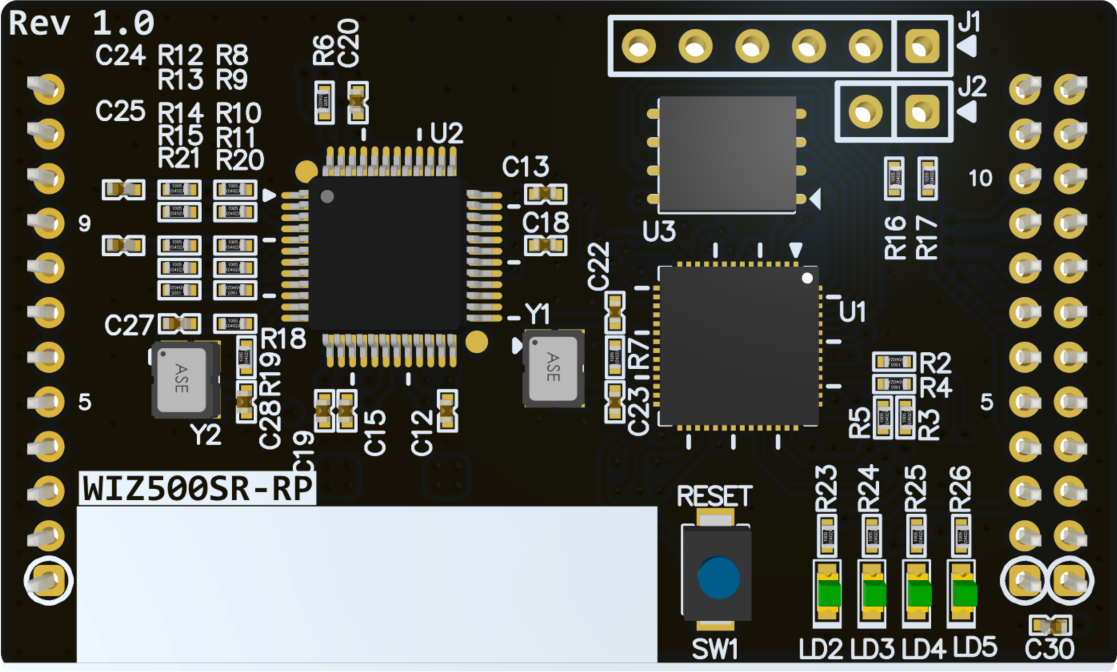 Rev 1.0
J1
C24 R12 R8
R13 R9
R6
C20
J2
C25 R14 R10
R15 R11
R21 R20
U2
C13
10
9
C18
U3
R16
R17
C22
Y1
U1
C27
R18
R19
R7
ASE
ASE
R2
R4
5
5
C28
C23
R5
R3
Y2
C19
C15
C12
WIZ500SR-RP
RESET
R23
R24
R25
R26
SW1
LD2
LD3
LD4
LD5
C30